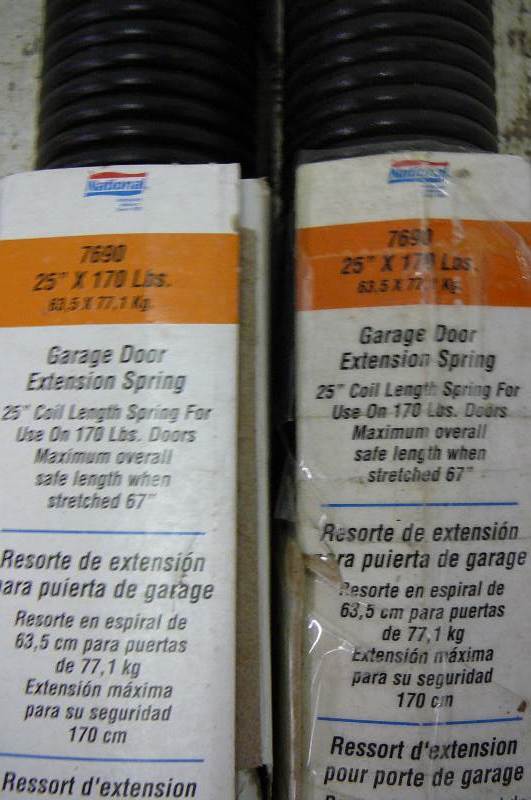 National
7690
25" X 170 Lbs.
63,5 X 77,1 Kg.
Garage Door
Extension Spring
25" Coil Length Spring For
Use On 170 Lbs. Doors
Maximum overall
safe length when
stretched 67"
Resorte de extensión
para puierta de garage
Resorte en espiral de
63,5 cm para puertas
de 77,1 kg
Extensión máxima
para su seguridad
170 cm
Ressort d'extension
National
7690
25" X 170 Lbs.
63,5 X 77,1 Kg.
Garage Door
Extension Spring
25" Coil Length Spring For
Use On 170 Lbs. Doors
Maximum overall
safe length when
stretched 67"
Resorte de extensión
ra puierta de garage
Resorte en espiral de
63,5 cm para puertas
de 77,1 kg
Extensión máxima
para su seguridad
170 cm
Ressort d'extension
pour porte de garage